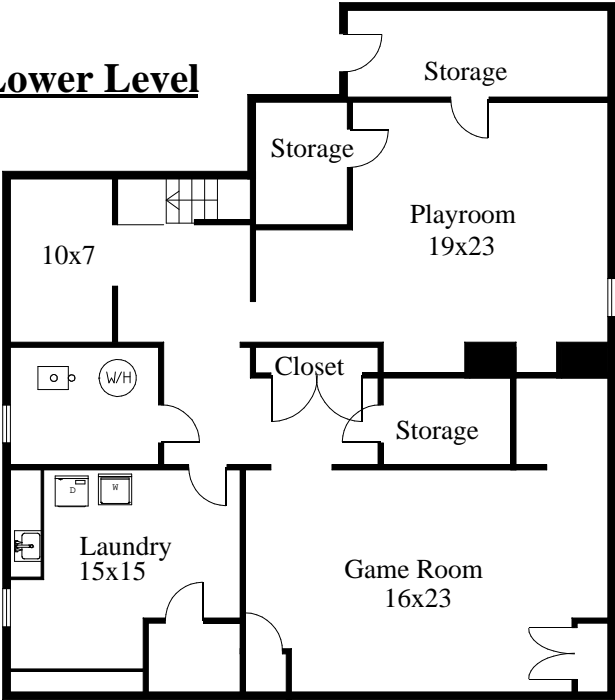 Lower Level
Storage
Storage
Playroom
19x23
10x7
Closet
W/H
Storage
D
W
Laundry
15x15
Game Room
16x23